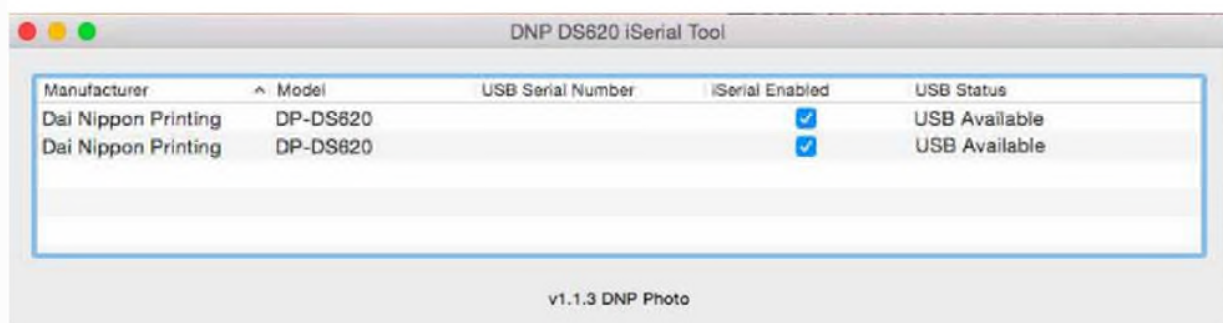 DNP DS620 iSerial Tool
Manufacturer Model USB Serial Number iSerial Enabled USB Status
Dai Nippon Printing DP-DS620 USB Available
Dai Nippon Printing DP-DS620 USB Available
v1.1.3 DNP Photo